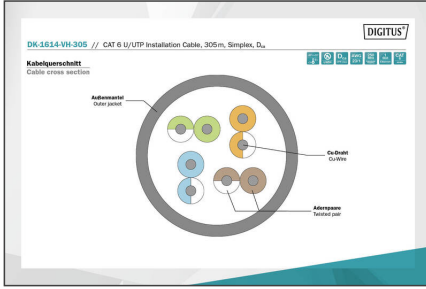 DIGITUS®
DK-1614-VH-305 // CAT 6 U/UTP Installation Cable, 305 m, Simplex, Dca
Kabelquerschnitt
Cable cross section
Außenmantel
Outer jacket
Cu-Draht
Cu-Wire
Adernpaare
Twisted pair